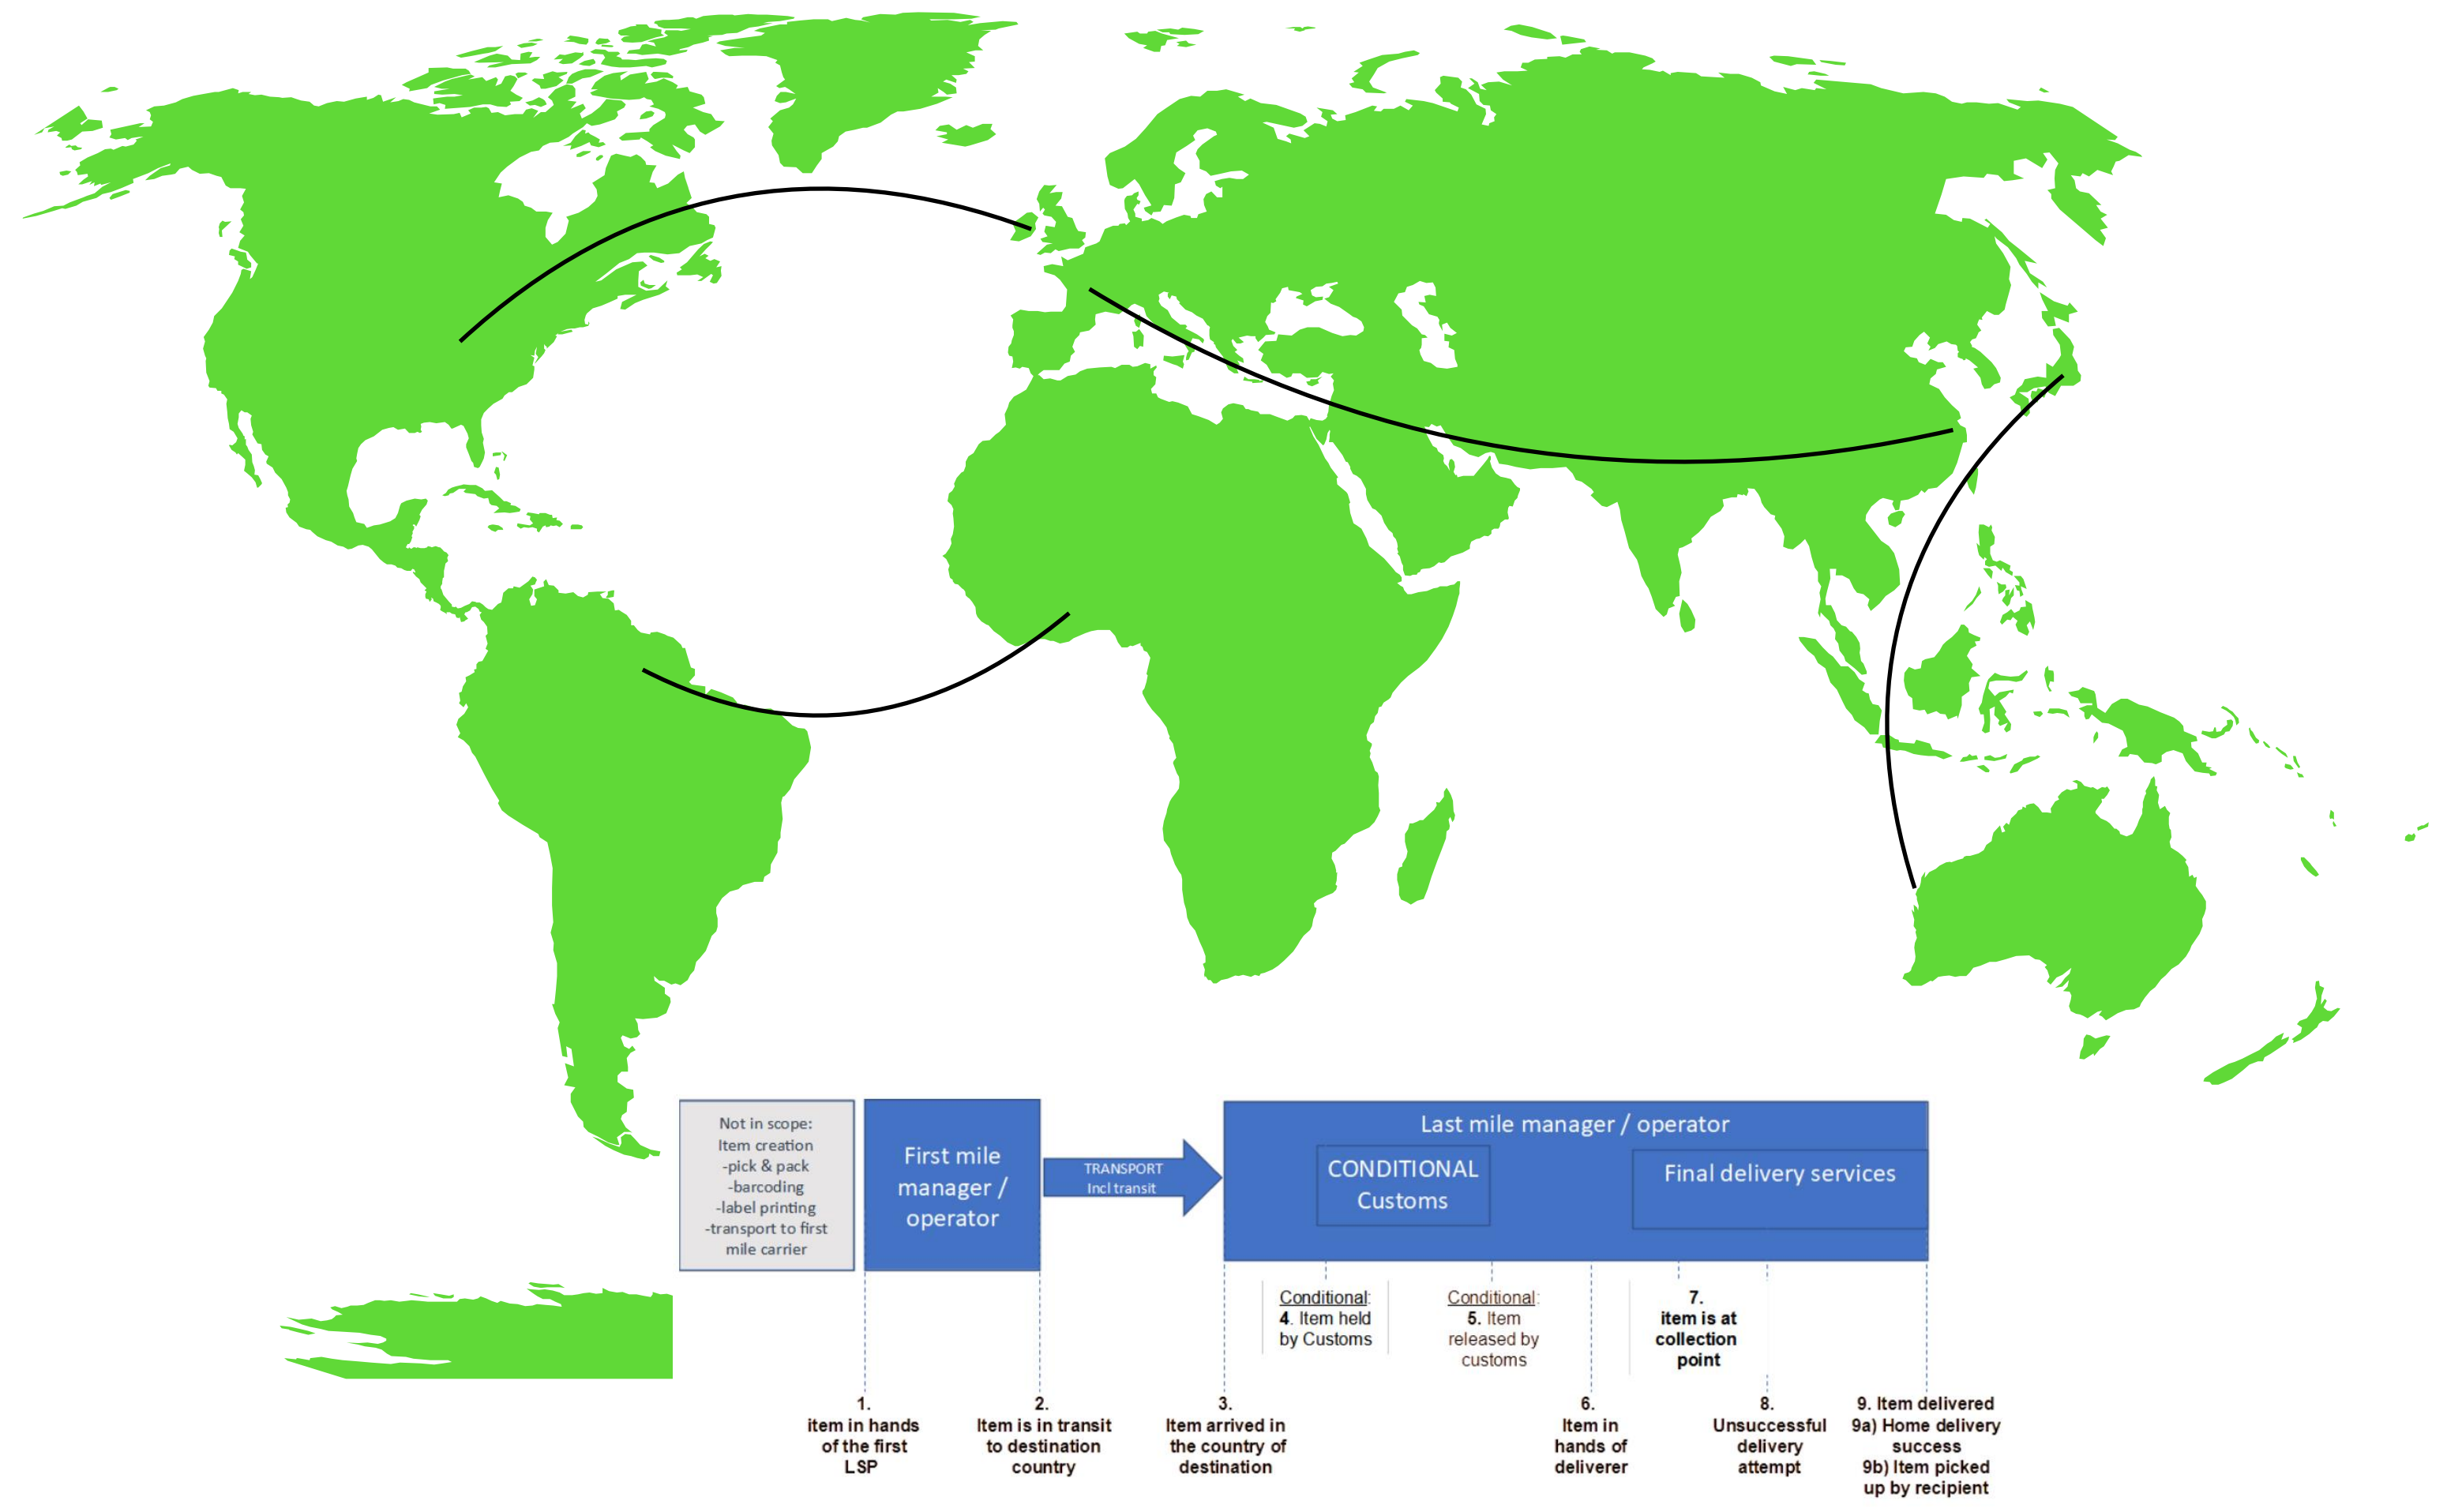 Not in scope:
Item creation
-pick & pack
-barcoding
-label printing
-transport to first
mile carrier
First mile
manager /
operator
TRANSPORT
Incl transit
Last mile manager / operator
CONDITIONAL
Customs
Final delivery services
Conditional:
4. Item held
by Customs
Conditional:
5. Item
released by
customs
7.
item is at
collection
point
1.
item in hands
of the first
LSP
2.
Item is in transit
to destination
country
3.
Item arrived in
the country of
destination
6.
Item in
hands of
deliverer
8.
Unsuccessful
delivery
attempt
9. Item delivered
9a) Home delivery
success
9b) Item picked
up by recipient